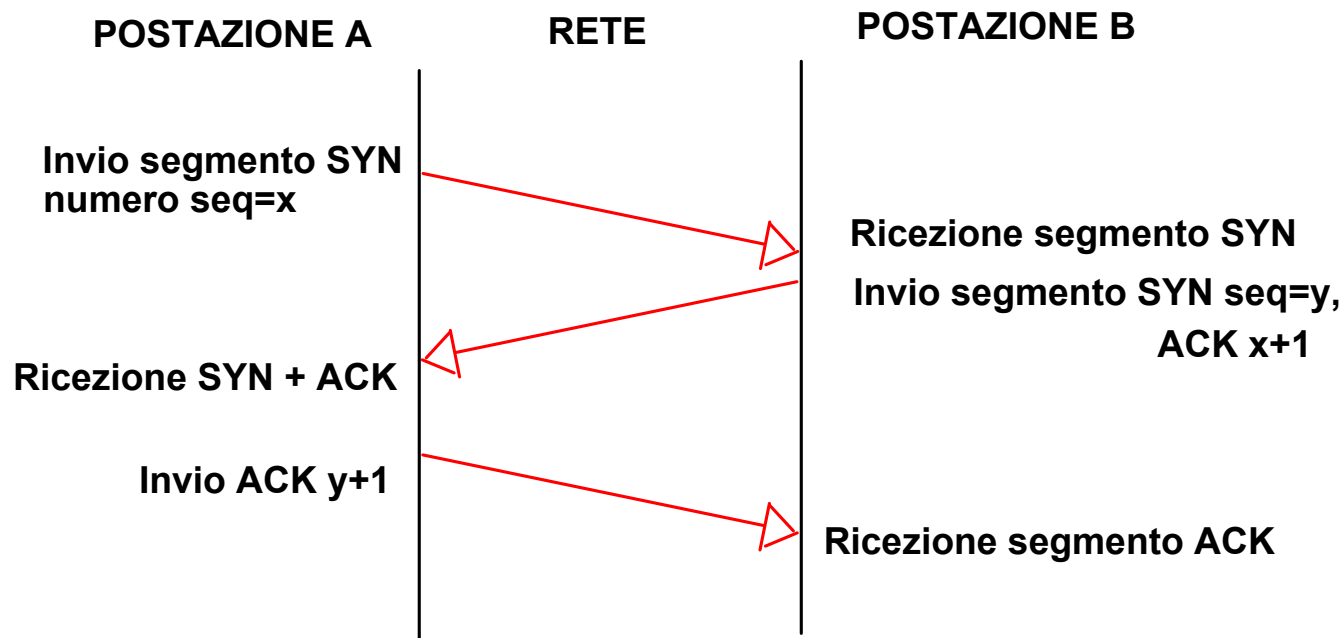 POSTAZIONE A
RETE
POSTAZIONE B
Invio segmento SYN
numero seq=x
Ricezione segmento SYN
Invio segmento SYN seq=y,
ACK x+1
Ricezione SYN + ACK
Invio ACK y+1
Ricezione segmento ACK